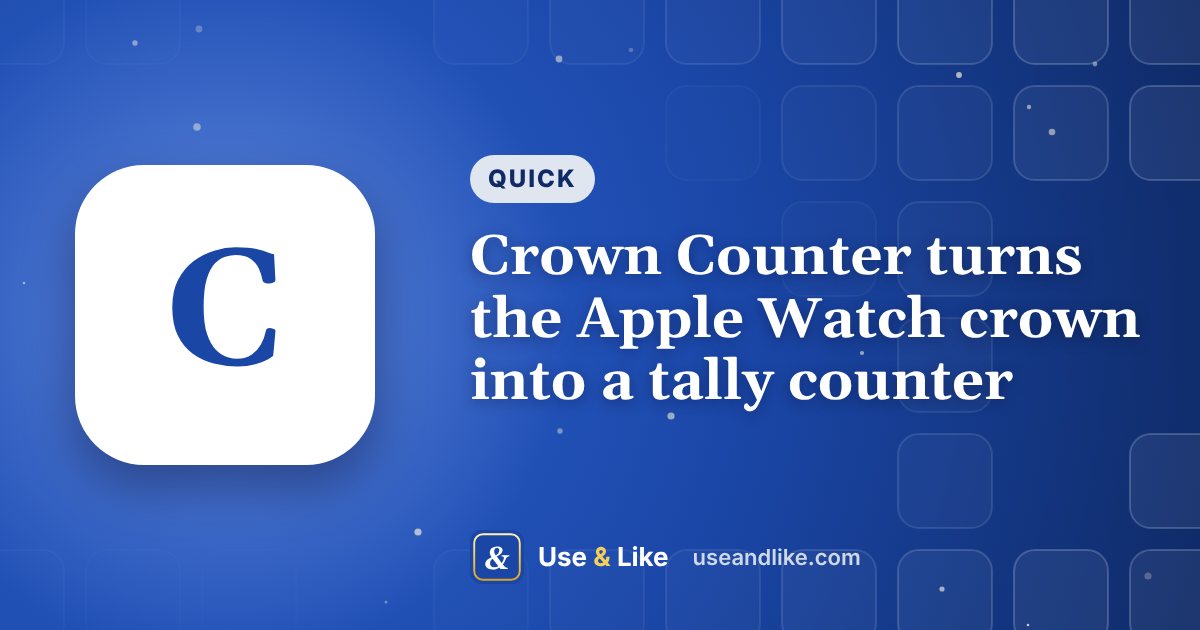 C
QUICK
Crown Counter turns
the Apple Watch crown
into a tally counter
& Use & Like useandlike.com